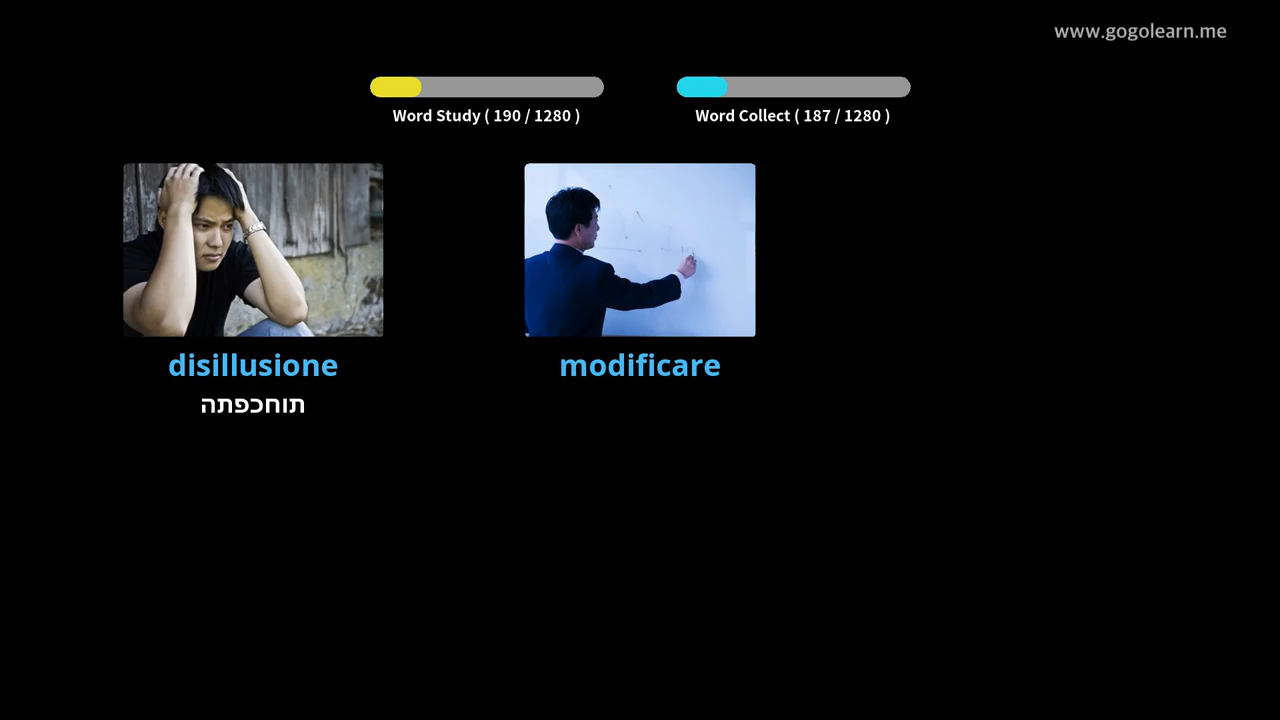 www.gogolearn.me
Word Study ( 190 / 1280 )
Word Collect ( 187 / 1280 )
disillusione
תוחכפתה
modificare